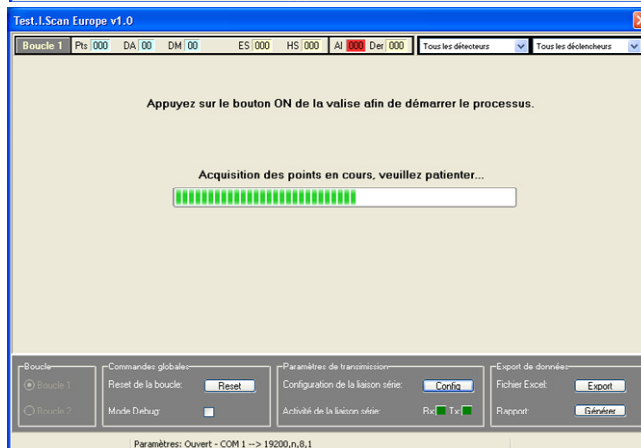 Test.I.Scan Europe v1.0
Boucle 1 Pts 000 DA 00 DM 00 ES 000 HS 000 Al 000 Der 000 Tous les détecteurs Tous les déclencheurs
Appuyez sur le bouton ON de la valise afin de démarrer le processus.
Acquisition des points en cours, veuillez patienter...
Boucle Commandes globales Paramètres de transmission Export de données
Boucle 1 Reset de la boucle: Reset Configuration de la liaison série: Config Fichier Excel: Export
Boucle 2 Mode Debug: Activité de la liaison série: Rx: Tx: Rapport: Générer
Paramètres: Ouvert - COM 1 --> 19200,n,8,1